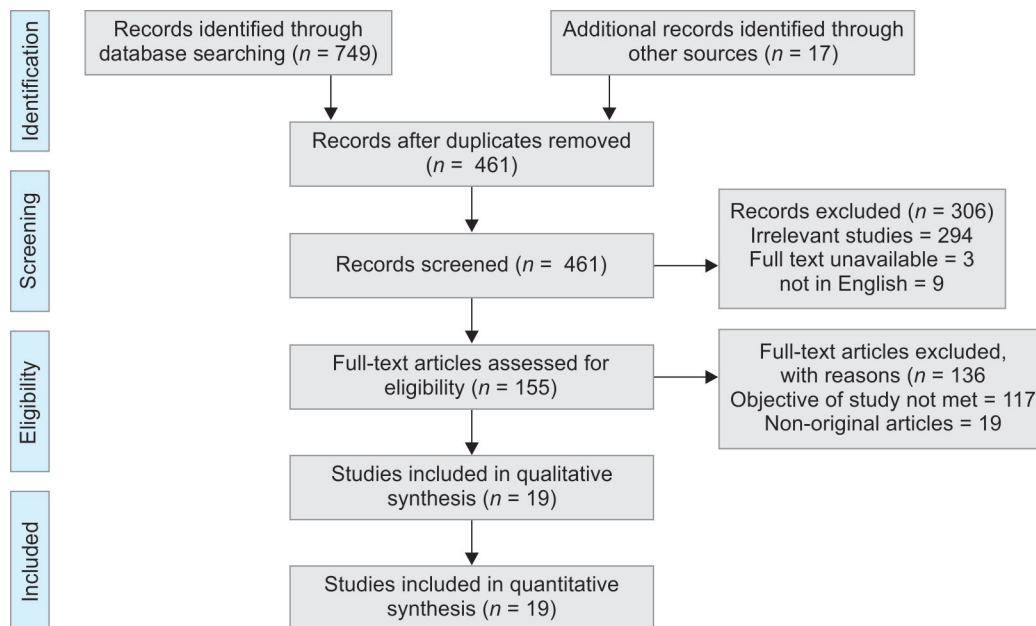 Identification
Records identified through
database searching (n = 749)
Additional records identified through
other sources (n = 17)
Records after duplicates removed
(n = 461)
Screening
Records screened (n = 461)
Records excluded (n = 306)
Irrelevant studies = 294
Full text unavailable = 3
not in English = 9
Eligibility
Full-text articles assessed for
eligibility (n = 155)
Full-text articles excluded,
with reasons (n = 136
Objective of study not met = 117
Non-original articles = 19
Studies included in qualitative
synthesis (n = 19)
Included
Studies included in quantitative
synthesis (n = 19)